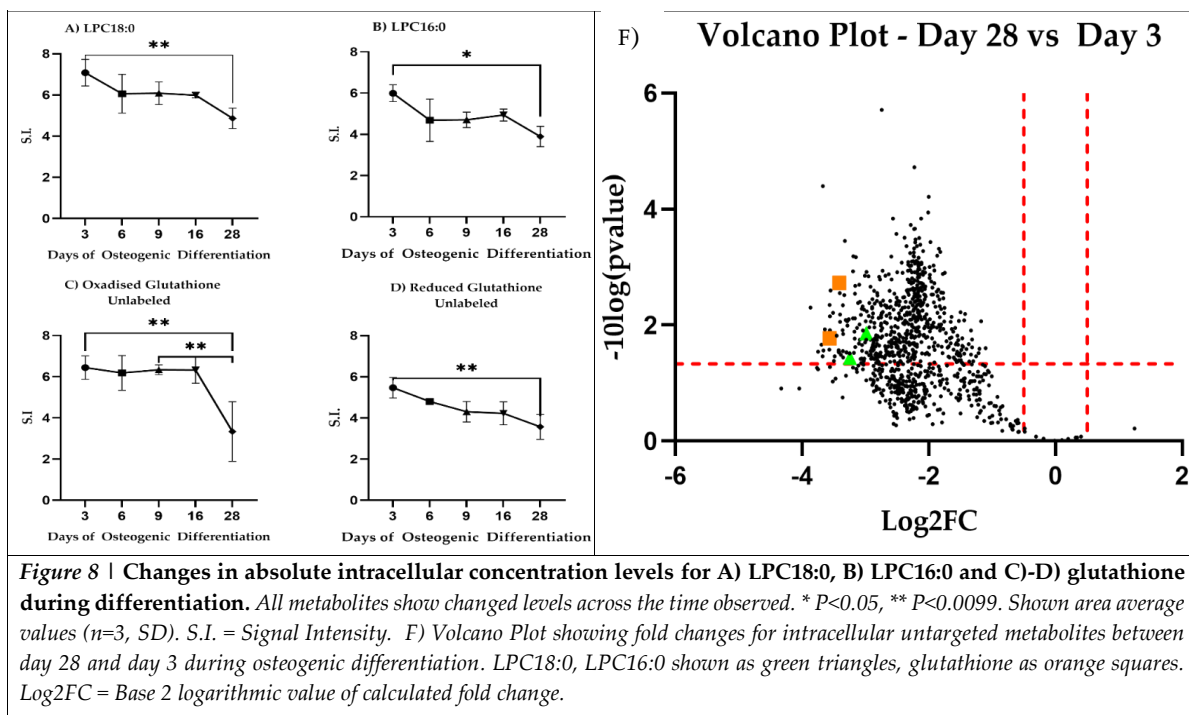 A) LPC18:0
**
8
6
4
2
0
S.I.
3 6 9 16 28
Days of Osteogenic Differentiation
B) LPC16:0
*
8
6
4
2
0
S.I.
3 6 9 16 28
Days of Osteogenic Differentiation
C) Oxadised Glutathione
Unlabeled
**
**
8
6
4
2
0
S.I
3 6 9 16 28
Days of Osteogenic Differentiation
D) Reduced Glutathione
Unlabeled
**
8
6
4
2
0
S.I.
3 6 9 16 28
Days of Osteogenic Differentiation
F) Volcano Plot - Day 28 vs Day 3
6
4
2
0
-10log(pvalue)
-6 -4 -2 0 2
Log2FC
Figure 8 | Changes in absolute intracellular concentration levels for A) LPC18:0, B) LPC16:0 and C)-D) glutathione
during differentiation. All metabolites show changed levels across the time observed. * P<0.05, ** P<0.0099. Shown area average
values (n=3, SD). S.I. = Signal Intensity. F) Volcano Plot showing fold changes for intracellular untargeted metabolites between
day 28 and day 3 during osteogenic differentiation. LPC18:0, LPC16:0 shown as green triangles, glutathione as orange squares.
Log2FC = Base 2 logarithmic value of calculated fold change.